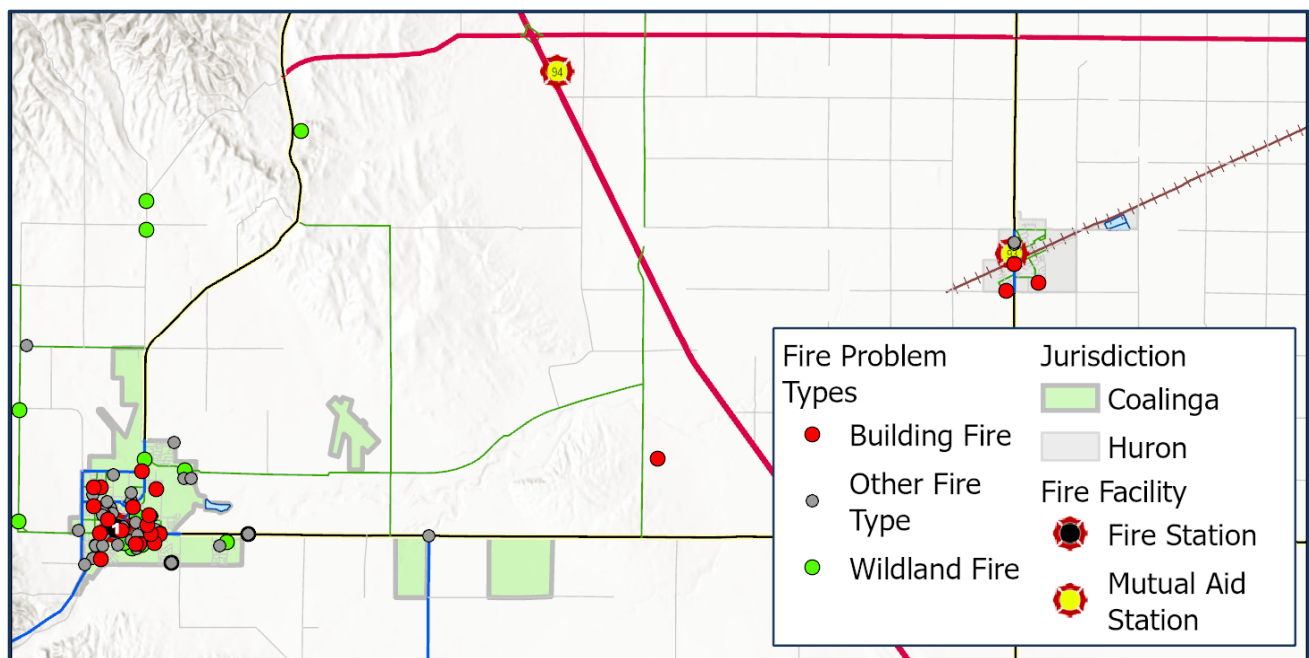 94
93
Fire Problem
Types
Building Fire
Other Fire
Type
Wildland Fire
Jurisdiction
Coalinga
Huron
Fire Facility
Fire Station
Mutual Aid
Station